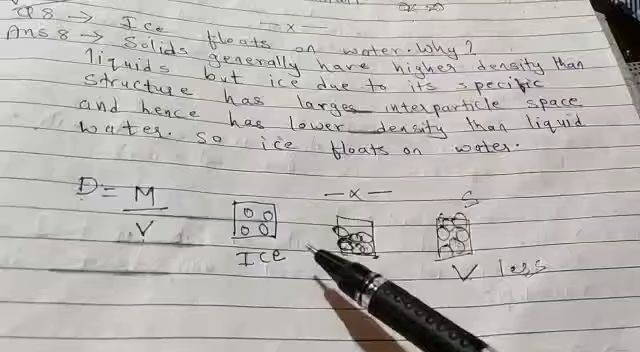 Q8 → Ice floats on water. Why?
Ans 8 → Solids generally have higher density than
liquids but ice due to its specific
structure has larges interparticle space
and hence has lower density than liquid
water. so ice floats on water.
— x —
D = M
V
S
Ice
V less